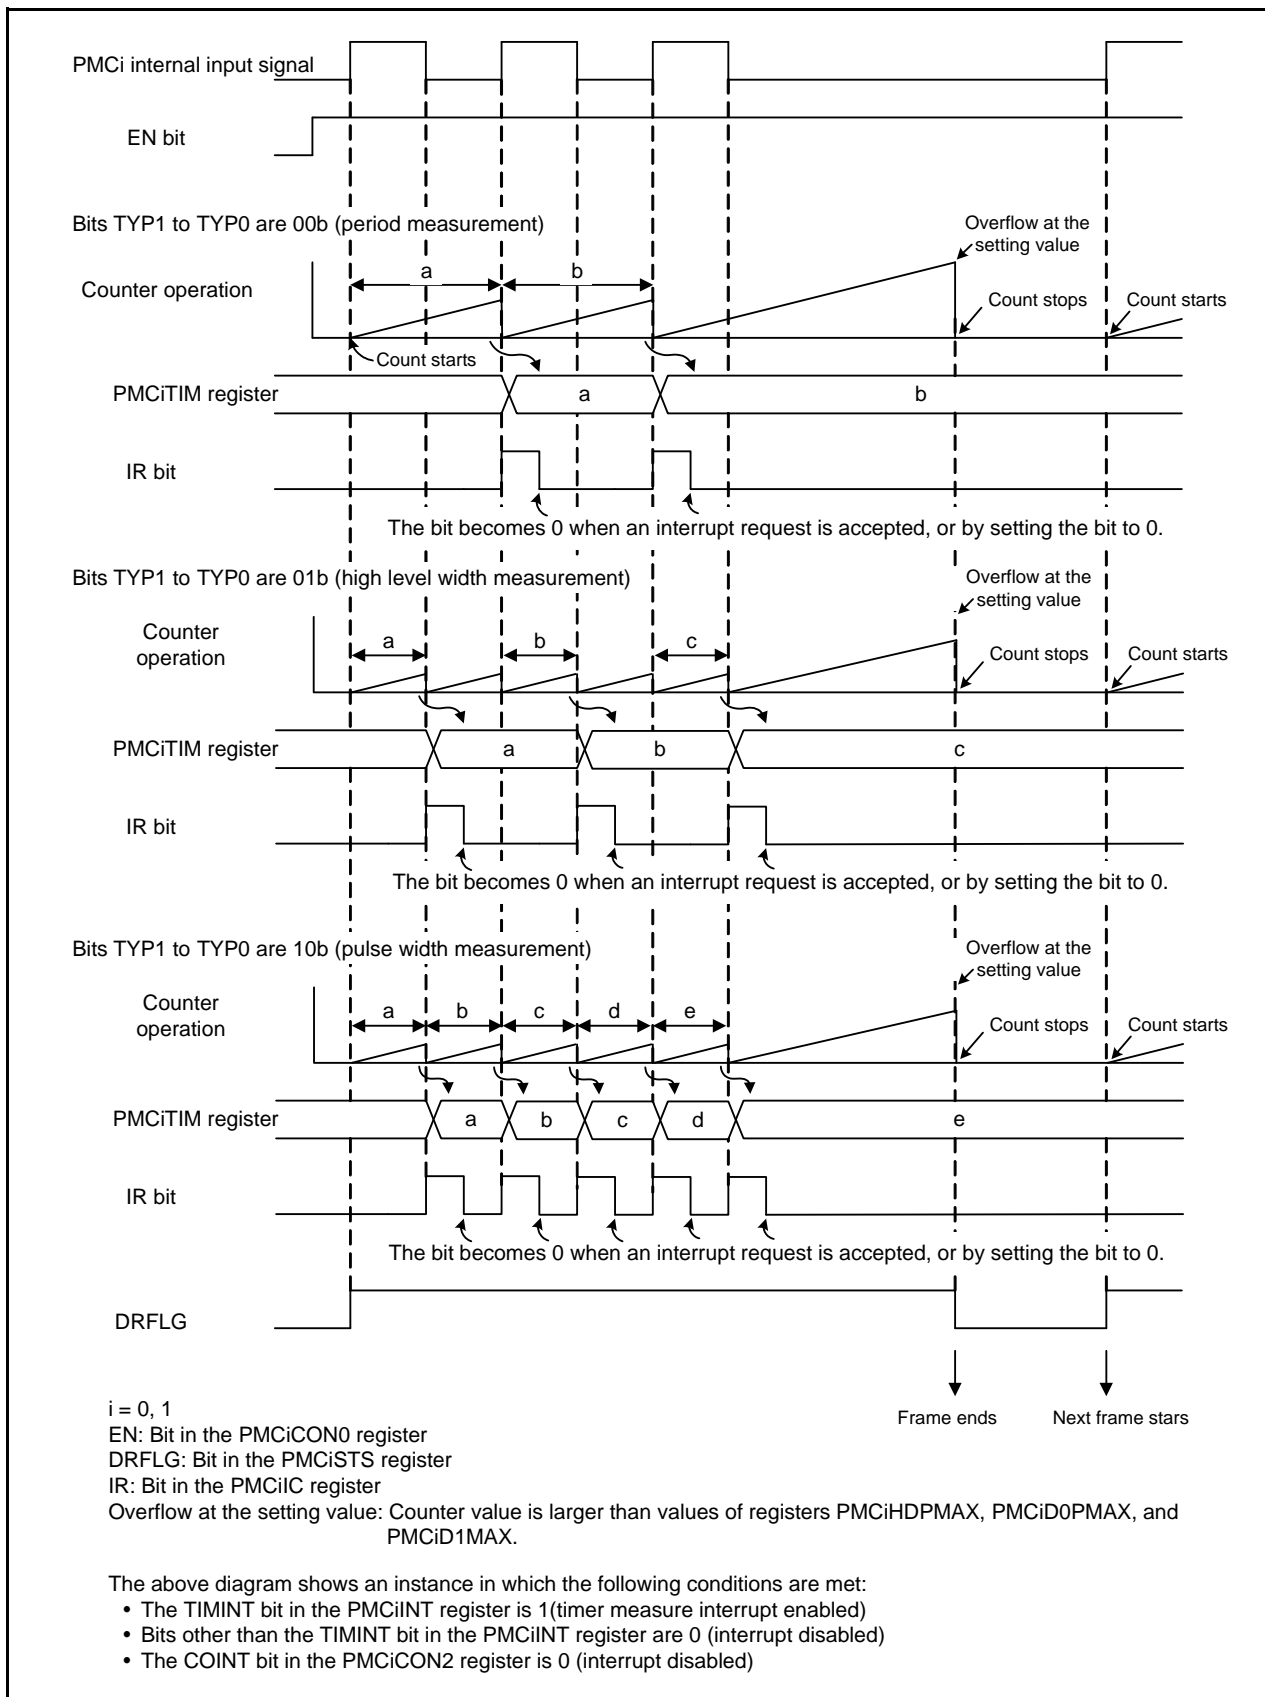 PMCi internal input signal
EN bit
Bits TYP1 to TYP0 are 00b (period measurement)
Overflow at the
setting value
a
b
Counter operation
Count stops
Count starts
Count starts
PMCiTIM register
a
b
IR bit
The bit becomes 0 when an interrupt request is accepted, or by setting the bit to 0.
Bits TYP1 to TYP0 are 01b (high level width measurement)
Overflow at the
setting value
Counter
operation
a
b
c
Count stops
Count starts
PMCiTIM register
a
b
c
IR bit
The bit becomes 0 when an interrupt request is accepted, or by setting the bit to 0.
Bits TYP1 to TYP0 are 10b (pulse width measurement)
Overflow at the
setting value
Counter
operation
a
b
c
d
e
Count stops
Count starts
PMCiTIM register
a
b
c
d
e
IR bit
The bit becomes 0 when an interrupt request is accepted, or by setting the bit to 0.
DRFLG
Frame ends
Next frame stars
i = 0, 1
EN: Bit in the PMCiCON0 register
DRFLG: Bit in the PMCiSTS register
IR: Bit in the PMCiIC register
Overflow at the setting value: Counter value is larger than values of registers PMCiHDPMAX, PMCiD0PMAX, and
PMCiD1MAX.
The above diagram shows an instance in which the following conditions are met:
• The TIMINT bit in the PMCiINT register is 1(timer measure interrupt enabled)
• Bits other than the TIMINT bit in the PMCiINT register are 0 (interrupt disabled)
• The COINT bit in the PMCiCON2 register is 0 (interrupt disabled)